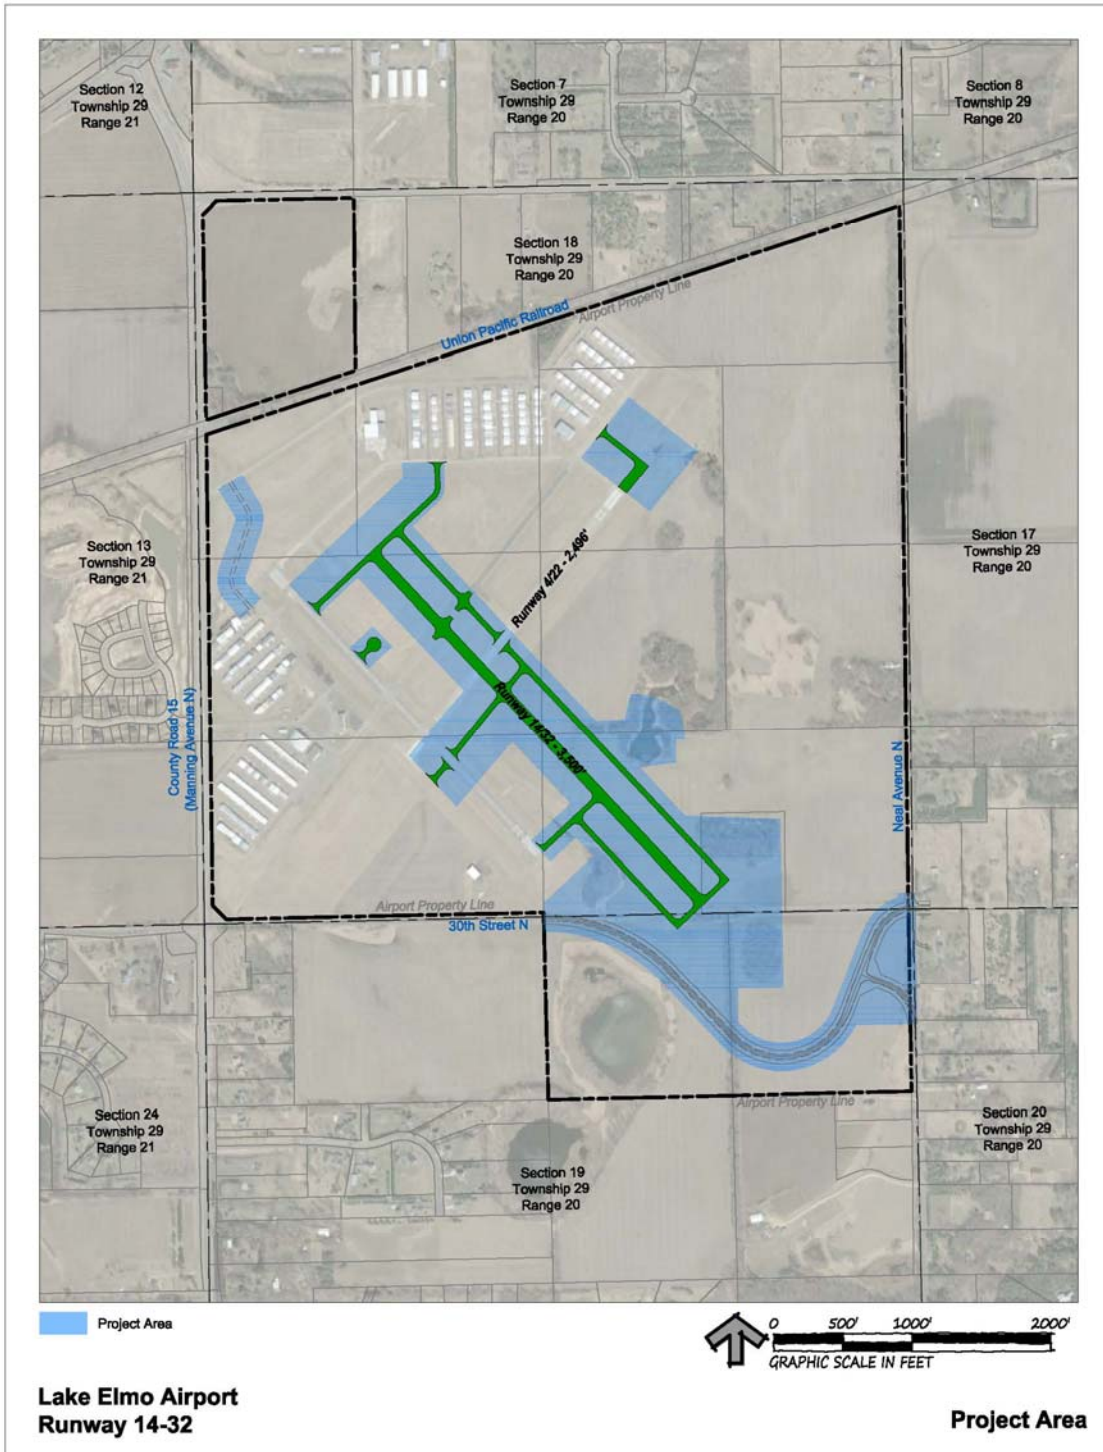 Section 12
Township 29
Range 21
Section 7
Township 29
Range 20
Section 8
Township 29
Range 20
Section 18
Township 29
Range 20
Airport Property Line
Union Pacific Railroad
Runway 4/22 - 2,496'
Section 13
Township 29
Range 21
Section 17
Township 29
Range 20
County Road 15
(Manning Avenue N)
Runway 14/32 - 3,500'
Neal Avenue N
Airport Property Line
30th Street N
Airport Property Line
Section 24
Township 29
Range 21
Section 20
Township 29
Range 20
Section 19
Township 29
Range 20
Project Area
0 500' 1000' 2000'
GRAPHIC SCALE IN FEET
Lake Elmo Airport
Runway 14-32
Project Area